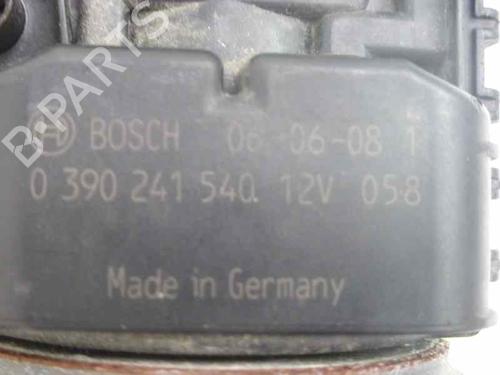 BOSCH 06-06-08 1
0 390 241 540 12V 058
Made in Germany
B-PARTS